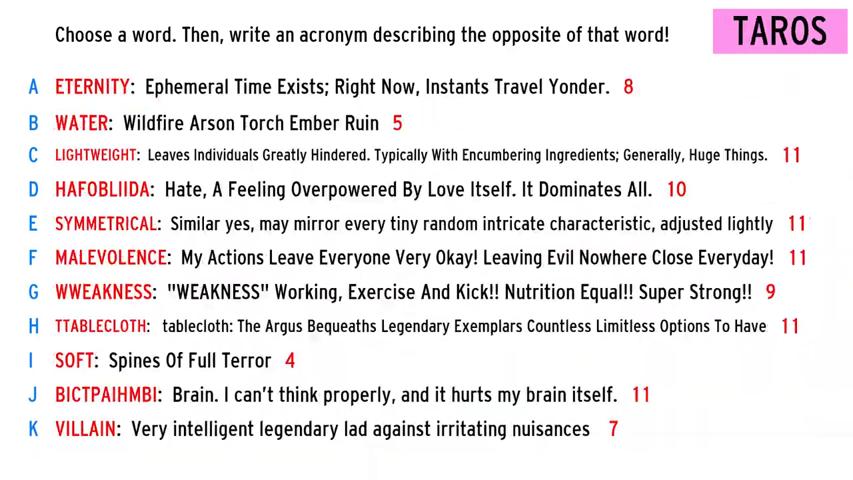 Choose a word. Then, write an acronym describing the opposite of that word!
TAROS
A ETERNITY: Ephemeral Time Exists; Right Now, Instants Travel Yonder. 8
B WATER: Wildfire Arson Torch Ember Ruin 5
C LIGHTWEIGHT: Leaves Individuals Greatly Hindered. Typically With Encumbering Ingredients; Generally, Huge Things. 11
D HAFOBLIIDA: Hate, A Feeling Overpowered By Love Itself. It Dominates All. 10
E SYMMETRICAL: Similar yes, may mirror every tiny random intricate characteristic, adjusted lightly 11
F MALEVOLENCE: My Actions Leave Everyone Very Okay! Leaving Evil Nowhere Close Everyday! 11
G WWEAKNESS: "WEAKNESS" Working, Exercise And Kick!! Nutrition Equal!! Super Strong!! 9
H TTABLECLOTH: tablecloth: The Argus Bequeaths Legendary Exemplars Countless Limitless Options To Have 11
I SOFT: Spines Of Full Terror 4
J BICTPAIHMBI: Brain. I can't think properly, and it hurts my brain itself. 11
K VILLAIN: Very intelligent legendary lad against irritating nuisances 7